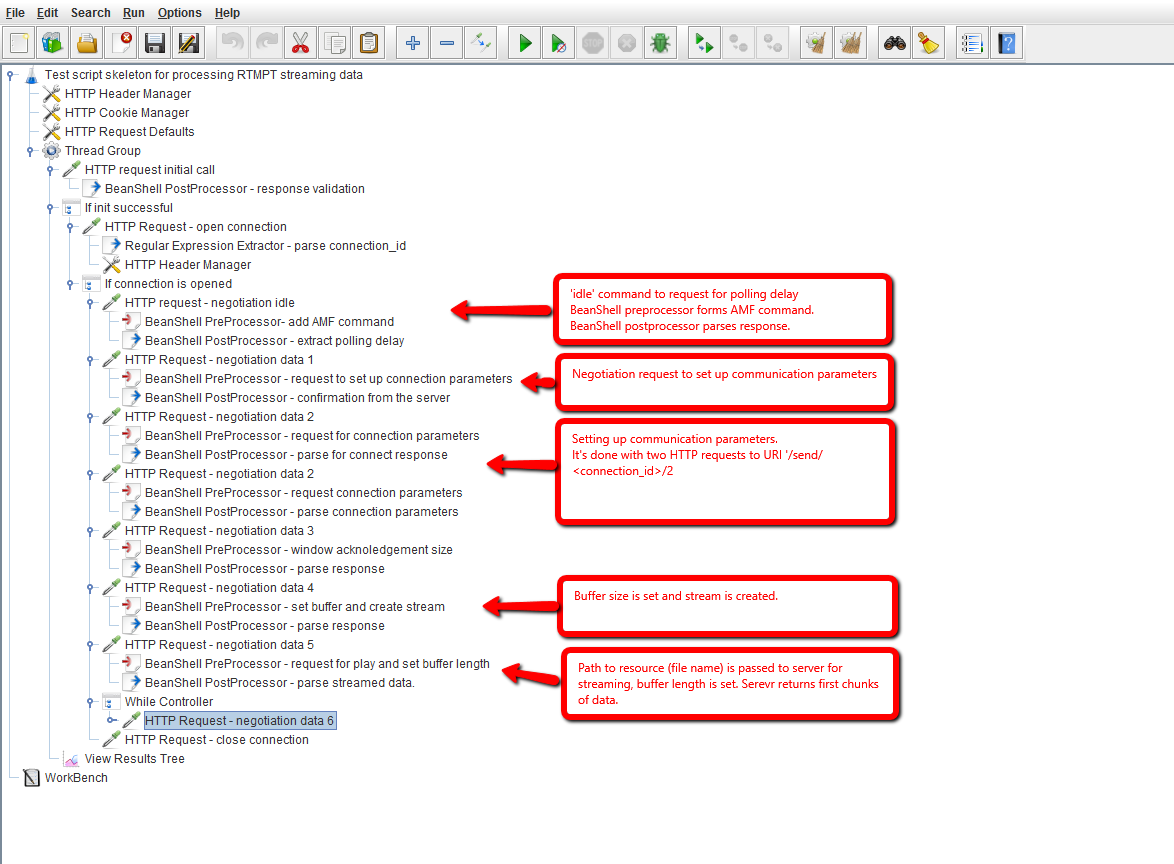 File Edit Search Run Options Help
STOP
Test script skeleton for processing RTMPT streaming data
HTTP Header Manager
HTTP Cookie Manager
HTTP Request Defaults
Thread Group
HTTP request initial call
BeanShell PostProcessor - response validation
If init successful
HTTP Request - open connection
Regular Expression Extractor - parse connection_id
HTTP Header Manager
If connection is opened
HTTP request - negotiation idle
BeanShell PreProcessor- add AMF command
BeanShell PostProcessor - extract polling delay
HTTP Request - negotiation data 1
BeanShell PreProcessor - request to set up connection parameters
BeanShell PostProcessor - confirmation from the server
HTTP Request - negotiation data 2
BeanShell PreProcessor - request for connection parameters
BeanShell PostProcessor - parse for connect response
HTTP Request - negotiation data 2
BeanShell PreProcessor - request connection parameters
BeanShell PostProcessor - parse connection parameters
HTTP Request - negotiation data 3
BeanShell PreProcessor - window acknoledgement size
BeanShell PostProcessor - parse response
HTTP Request - negotiation data 4
BeanShell PreProcessor - set buffer and create stream
BeanShell PostProcessor - parse response
HTTP Request - negotiation data 5
BeanShell PreProcessor - request for play and set buffer length
BeanShell PostProcessor - parse streamed data.
While Controller
HTTP Request - negotiation data 6
HTTP Request - close connection
View Results Tree
WorkBench
'idle' command to request for polling delay
BeanShell preprocessor forms AMF command.
BeanShell postprocessor parses response.
Negotiation request to set up communication parameters
Setting up communication parameters.
It's done with two HTTP requests to URI '/send/
<connection_id>/2
Buffer size is set and stream is created.
Path to resource (file name) is passed to server for
streaming, buffer length is set. Serevr returns first chunks
of data.